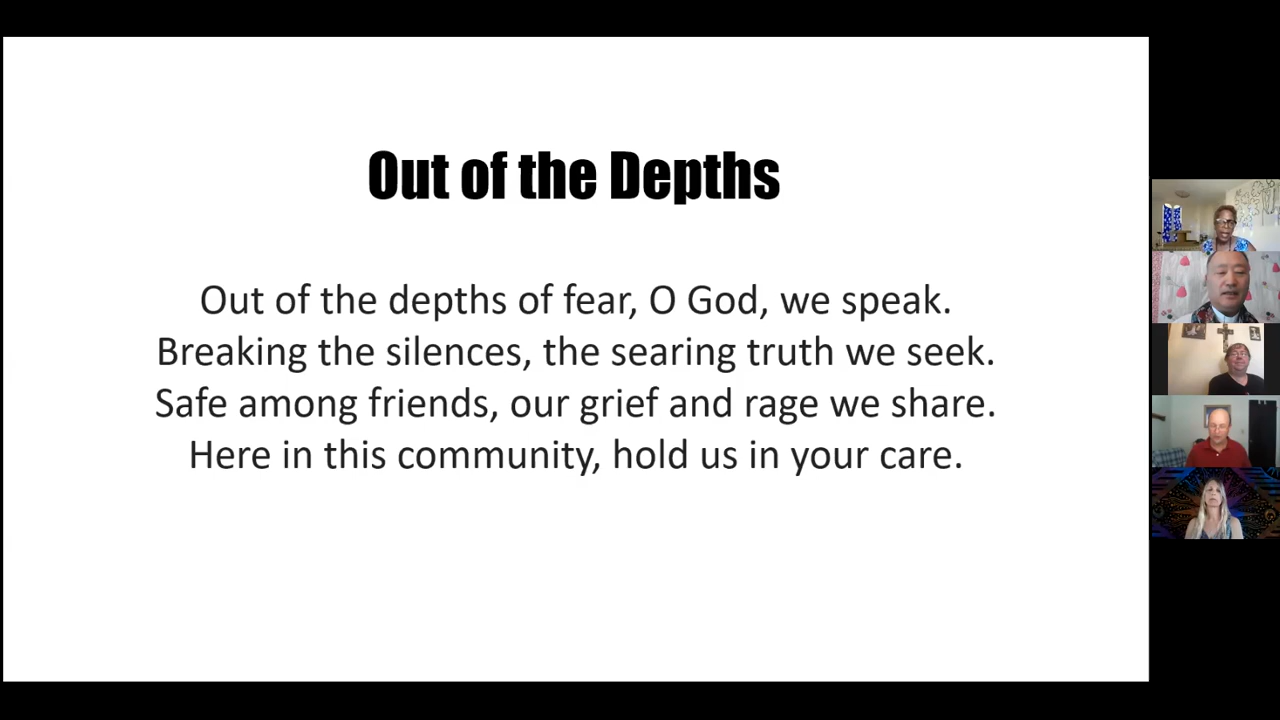 Out of the Depths
Out of the depths of fear, O God, we speak.
Breaking the silences, the searing truth we seek.
Safe among friends, our grief and rage we share.
Here in this community, hold us in your care.